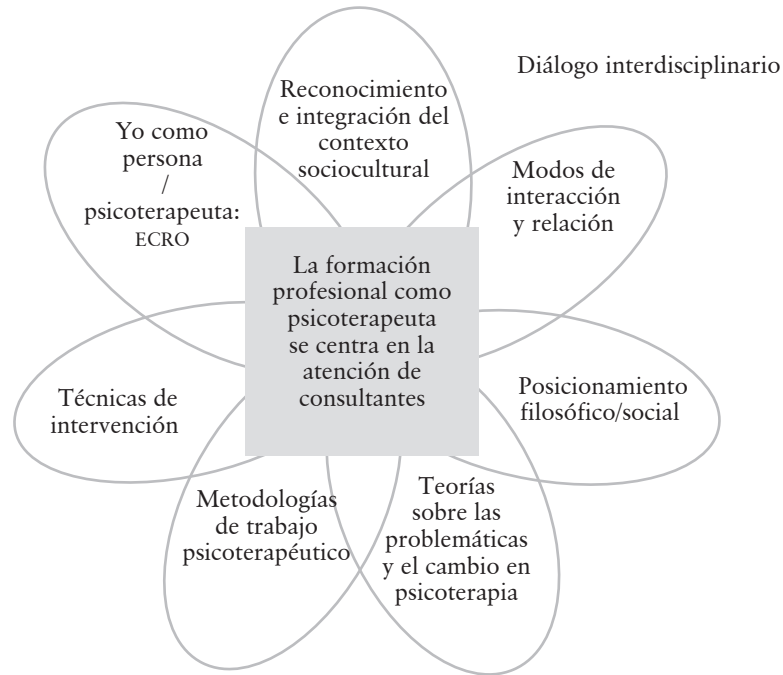 Diálogo interdisciplinario
Reconocimiento
e integración del
contexto
sociocultural
Yo como
persona
/
psicoterapeuta:
ECRO
Modos de
interacción
y relación
La formación
profesional como
psicoterapeuta
se centra en la
atención de
consultantes
Técnicas de
intervención
Posicionamiento
filosófico/social
Metodologías
de trabajo
psicoterapéutico
Teorías
sobre las
problemáticas
y el cambio en
psicoterapia